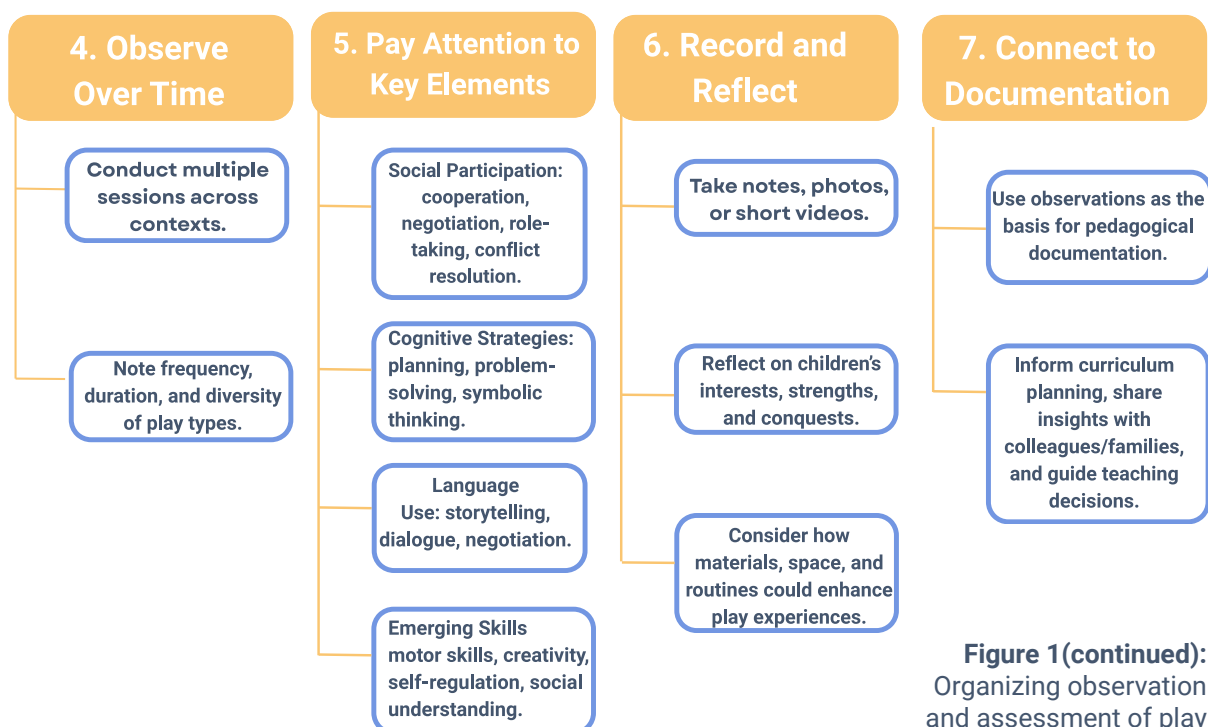 4. Observe
Over Time
Conduct multiple
sessions across
contexts.
Note frequency,
duration, and diversity
of play types.
5. Pay Attention to
Key Elements
Social Participation:
cooperation,
negotiation, role-
taking, conflict
resolution.
Cognitive Strategies:
planning, problem-
solving, symbolic
thinking.
Language
Use: storytelling,
dialogue, negotiation.
Emerging Skills
motor skills, creativity,
self-regulation, social
understanding.
6. Record and
Reflect
Take notes, photos,
or short videos.
Reflect on children’s
interests, strengths,
and conquests.
Consider how
materials, space, and
routines could enhance
play experiences.
7. Connect to
Documentation
Use observations as the
basis for pedagogical
documentation.
Inform curriculum
planning, share
insights with
colleagues/families,
and guide teaching
decisions.
Figure 1(continued):
Organizing observation
and assessment of play